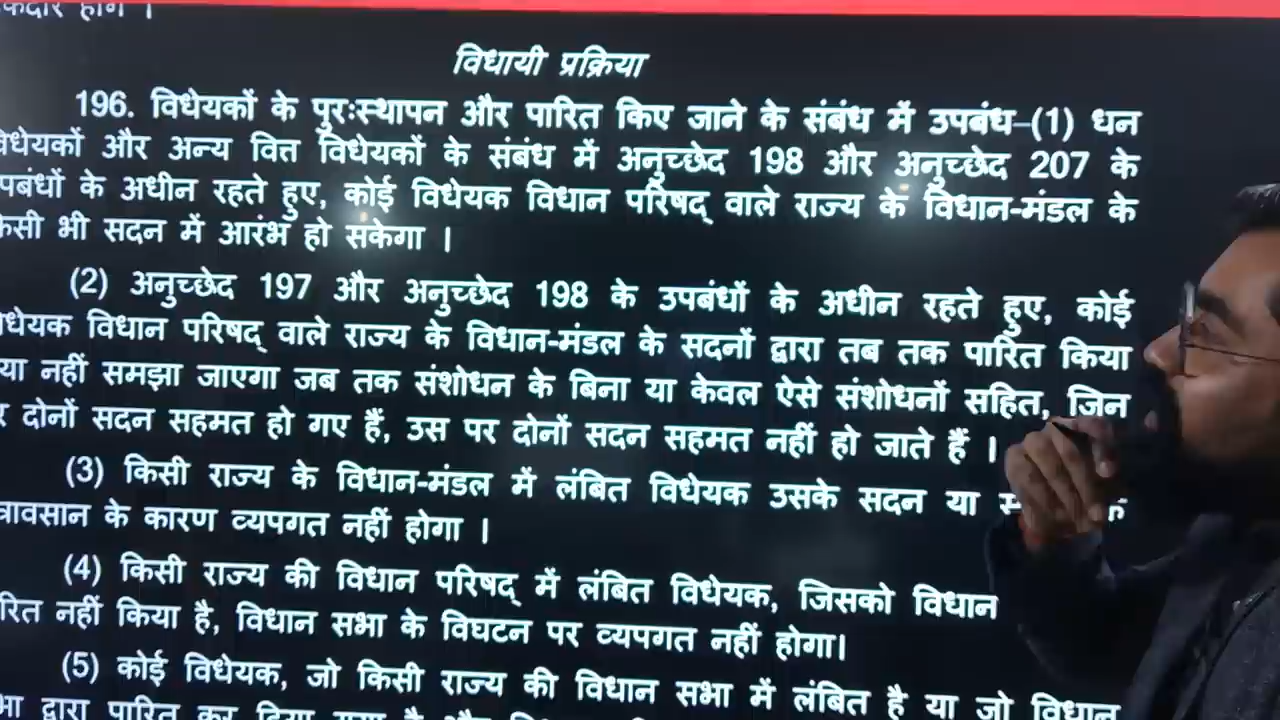 होंगे ।
विधायी प्रक्रिया
196. विधेयकों के पुरःस्थापन और पारित किए जाने के संबंध में उपबंध–(1) धन
विधेयकों और अन्य वित्त विधेयकों के संबंध में अनुच्छेद 198 और अनुच्छेद 207 के
पबंधों के अधीन रहते हुए, कोई विधेयक विधान परिषद् वाले राज्य के विधान-मंडल के
केसी भी सदन में आरंभ हो संकेगा ।
(2) अनुच्छेद 197 और अनुच्छेद 198 के उपबंधों के अधीन रहते हुए, कोई
धेयक विधान परिषद् वाले राज्य के विधान-मंडल के सदनों द्वारा तब तक पारित किया
या नहीं समझा जाएगा जब तक संशोधन के बिना या केवल ऐसे संशोधनों सहित, जिन
र दोनों सदन सहमत हो गए हैं, उस पर दोनों सदन सहमत नहीं हो जाते हैं ।
(3) किसी राज्य के विधान-मंडल में लंबित विधेयक उसके सदन या
त्रावसान के कारण व्यपगत नहीं होगा ।
(4) किसी राज्य की विधान परिषद् में लंबित विधेयक, जिसको विधान
रित नहीं किया है, विधान सभा के विघटन पर व्यपगत नहीं होगा।
(5) कोई विधेयक, जो किसी राज्य की विधान सभा में लंबित है या जो विधान
भा द्वारा पारित कर दिया गया है और